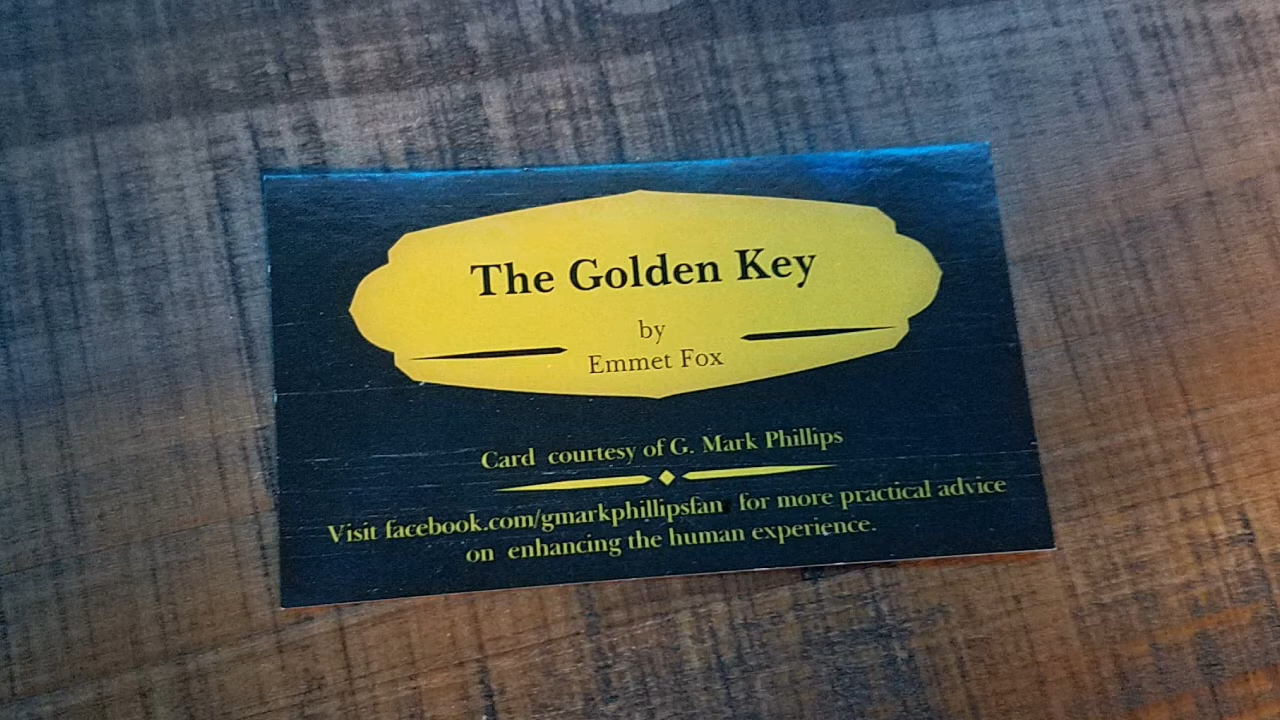 The Golden Key
by
Emmet Fox
Card courtesy of G. Mark Phillips
Visit facebook.com/gmarkphillipsfan for more practical advice
on enhancing the human experience.